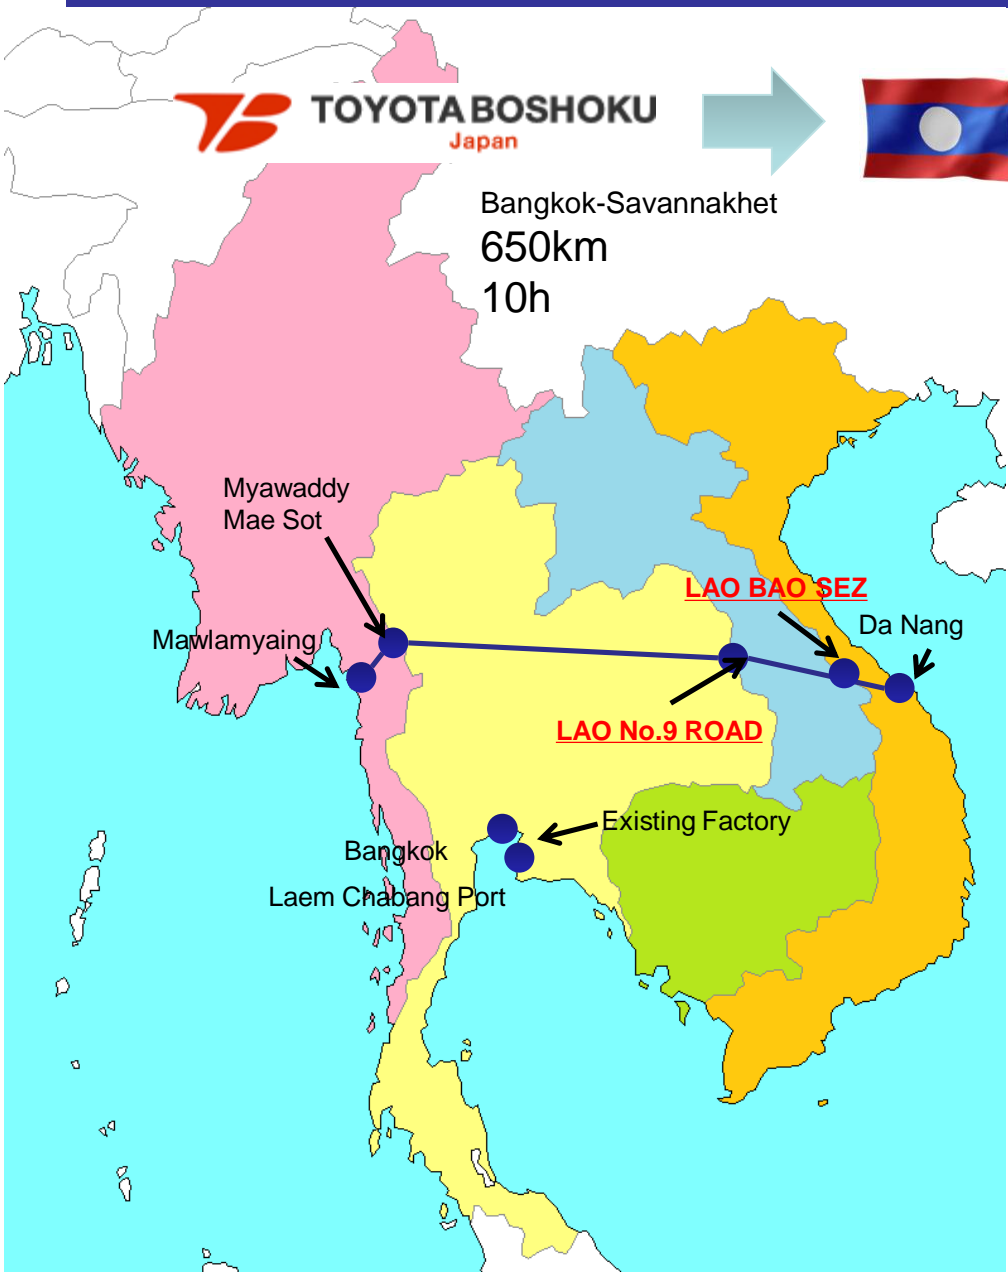 TOYOTA BOSHOKU
Japan
Bangkok-Savannakhet
650km
10h
Myawaddy
Mae Sot
LAO BAO SEZ
Mawlamyaing
Da Nang
LAO No.9 ROAD
Existing Factory
Bangkok
Laem Chabang Port